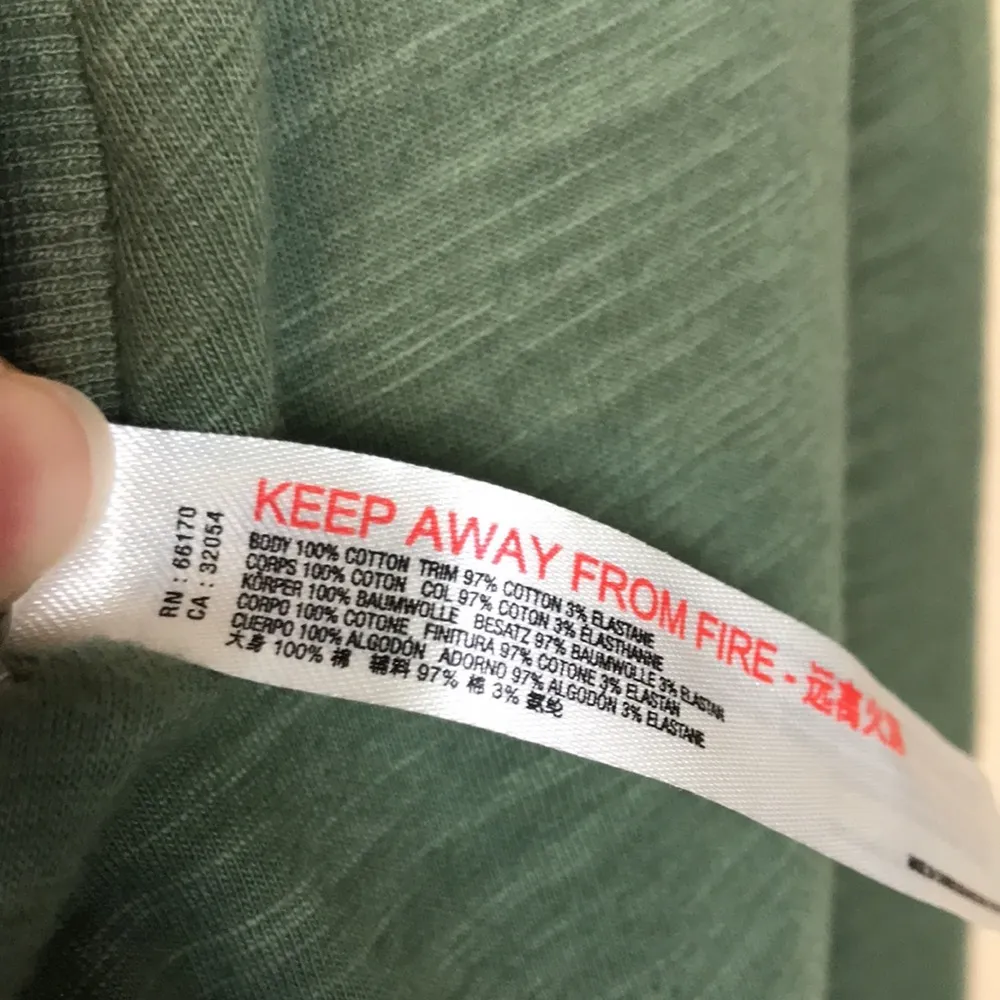 RN : 66170
CA : 32054
KEEP AWAY FROM FIRE - 远离火
BODY 100% COTTON TRIM 97% COTTON 3% ELASTANE
CORPS 100% COTON COL 97% COTON 3% ELASTHANNE
KÖRPER 100% BAUMWOLLE BESATZ 97% BAUMWOLLE 3% ELASTAN
CORPO 100% COTONE FINITURA 97% COTONE 3% ELASTAN
CUERPO 100% ALGODÓN ADORNO 97% ALGODÓN 3% ELASTANE
大身 100% 棉 辅料 97% 棉 3% 氨纶